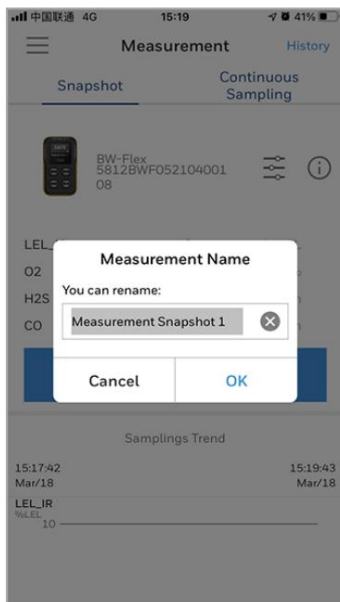 中国联通 4G 15:19 41%
Measurement History
Snapshot Continuous
Sampling
BW-Flex
5812BWF052104001
08
LEL_
O2
H2S
CO
Measurement Name
You can rename:
Measurement Snapshot 1
Cancel OK
Samplings Trend
15:17:42 15:19:43
Mar/18 Mar/18
LEL_IR
%LEL
10